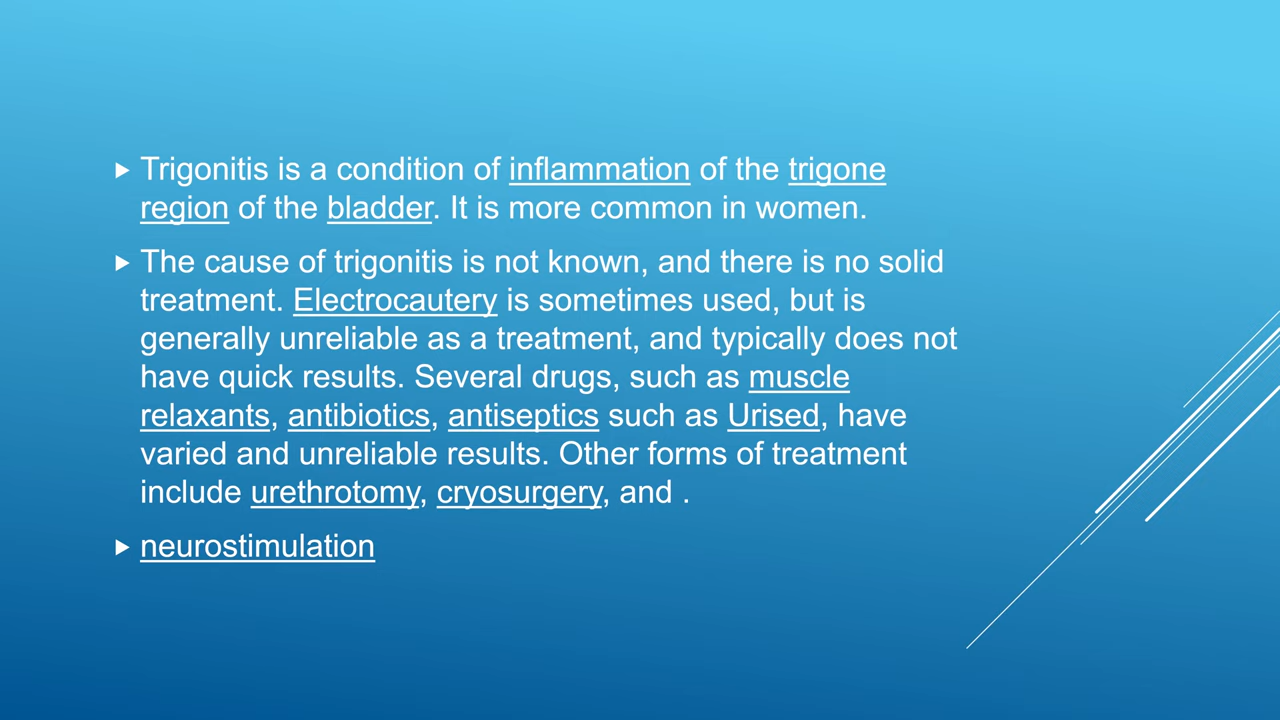 Trigonitis is a condition of inflammation of the trigone
region of the bladder. It is more common in women.
The cause of trigonitis is not known, and there is no solid
treatment. Electrocautery is sometimes used, but is
generally unreliable as a treatment, and typically does not
have quick results. Several drugs, such as muscle
relaxants, antibiotics, antiseptics such as Urised, have
varied and unreliable results. Other forms of treatment
include urethrotomy, cryosurgery, and .
neurostimulation